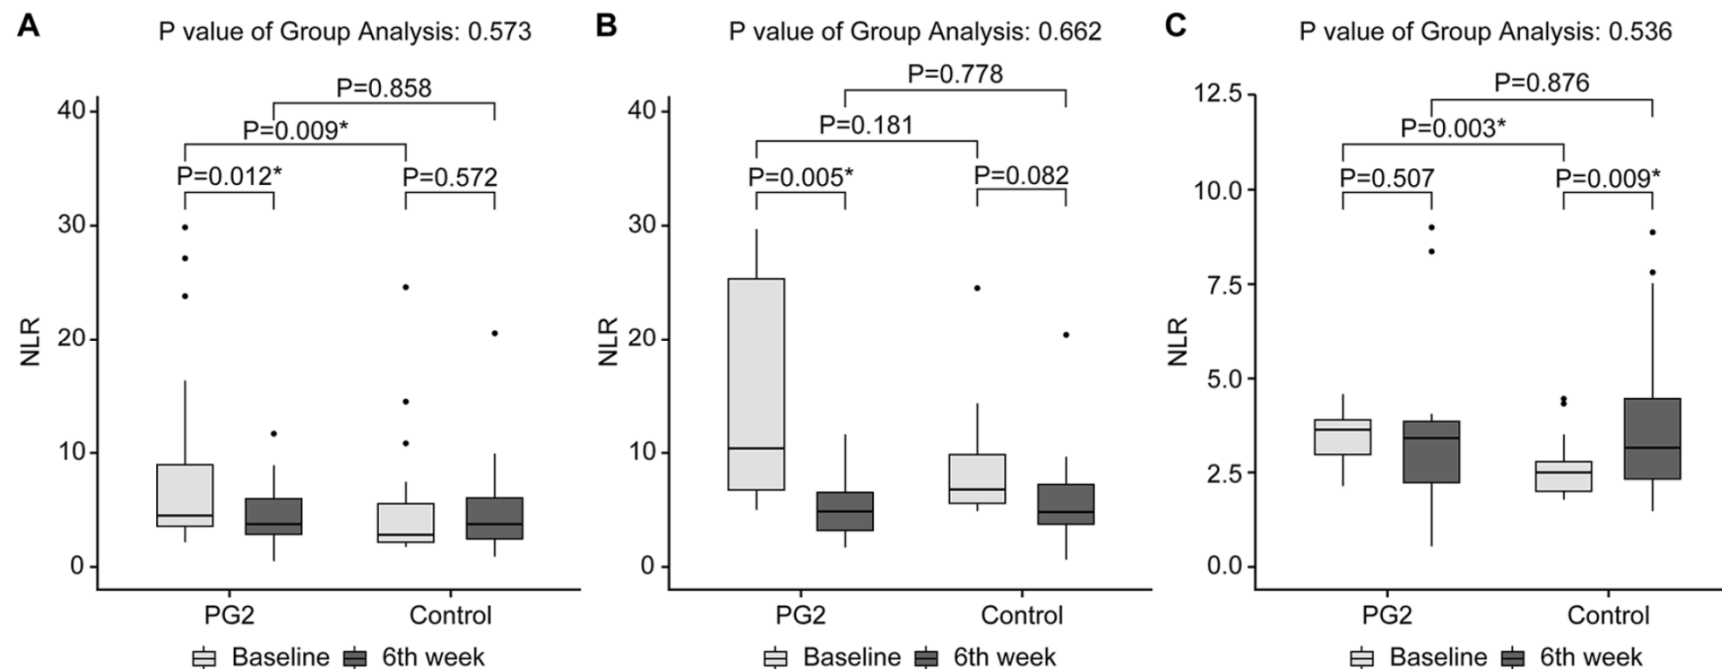 A
P value of Group Analysis: 0.573
P=0.858
P=0.009*
P=0.012*
P=0.572
40
30
20
10
0
NLR
PG2
Control
Baseline
6th week
B
P value of Group Analysis: 0.662
P=0.778
P=0.181
P=0.005*
P=0.082
40
30
20
10
0
NLR
PG2
Control
Baseline
6th week
C
P value of Group Analysis: 0.536
P=0.876
P=0.003*
P=0.507
P=0.009*
12.5
10.0
7.5
5.0
2.5
0.0
NLR
PG2
Control
Baseline
6th week